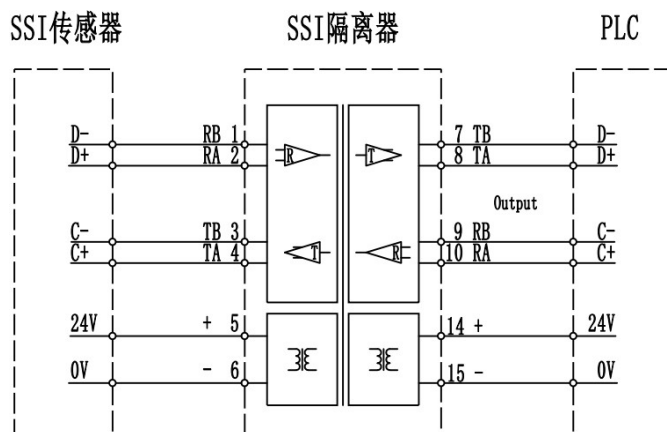 SSI传感器 SSI隔离器 PLC
D- RB 1 7 TB D-
D+ RA 2 8 TA D+
R T
Output
C- TB 3 9 RB C-
C+ TA 4 10 RA C+
T R
24V + 5 14 + 24V
0V - 6 15 - 0V